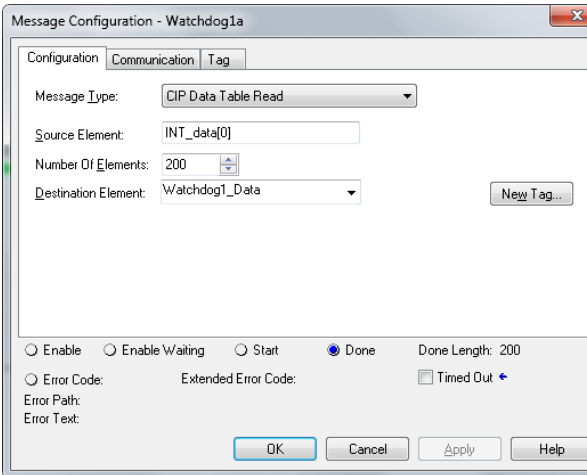 Message Configuration - Watchdog1a
Configuration Communication Tag
Message Type: CIP Data Table Read
Source Element: INT_data[0]
Number Of Elements: 200
Destination Element: Watchdog1_Data New Tag...
Enable Enable Waiting Start Done Done Length: 200
Error Code: Extended Error Code: Timed Out
Error Path:
Error Text:
OK Cancel Apply Help